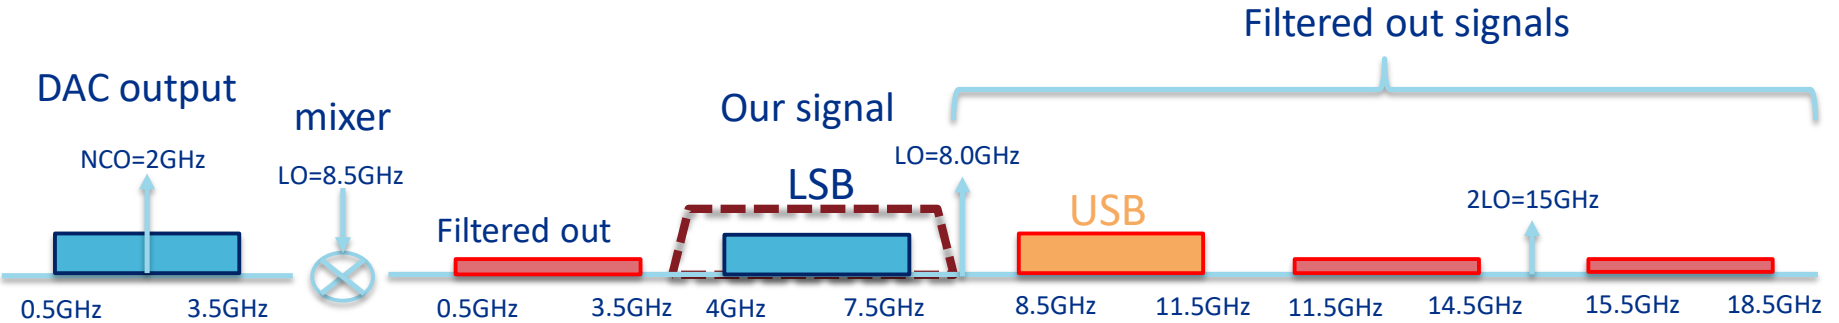 Filtered out signals
DAC output
mixer
Our signal
NCO=2GHz
LO=8.5GHz
LO=8.0GHz
LSB
USB
2LO=15GHz
Filtered out
0.5GHz
3.5GHz
0.5GHz
3.5GHz
4GHz
7.5GHz
8.5GHz
11.5GHz
11.5GHz
14.5GHz
15.5GHz
18.5GHz